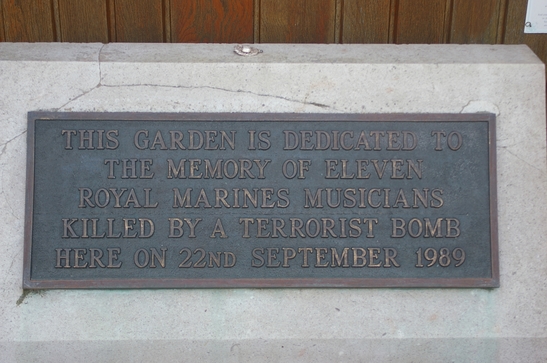 THIS GARDEN IS DEDICATED TO
THE MEMORY OF ELEVEN
ROYAL MARINES MUSICIANS
KILLED BY A TERRORIST BOMB
HERE ON 22ND SEPTEMBER 1989